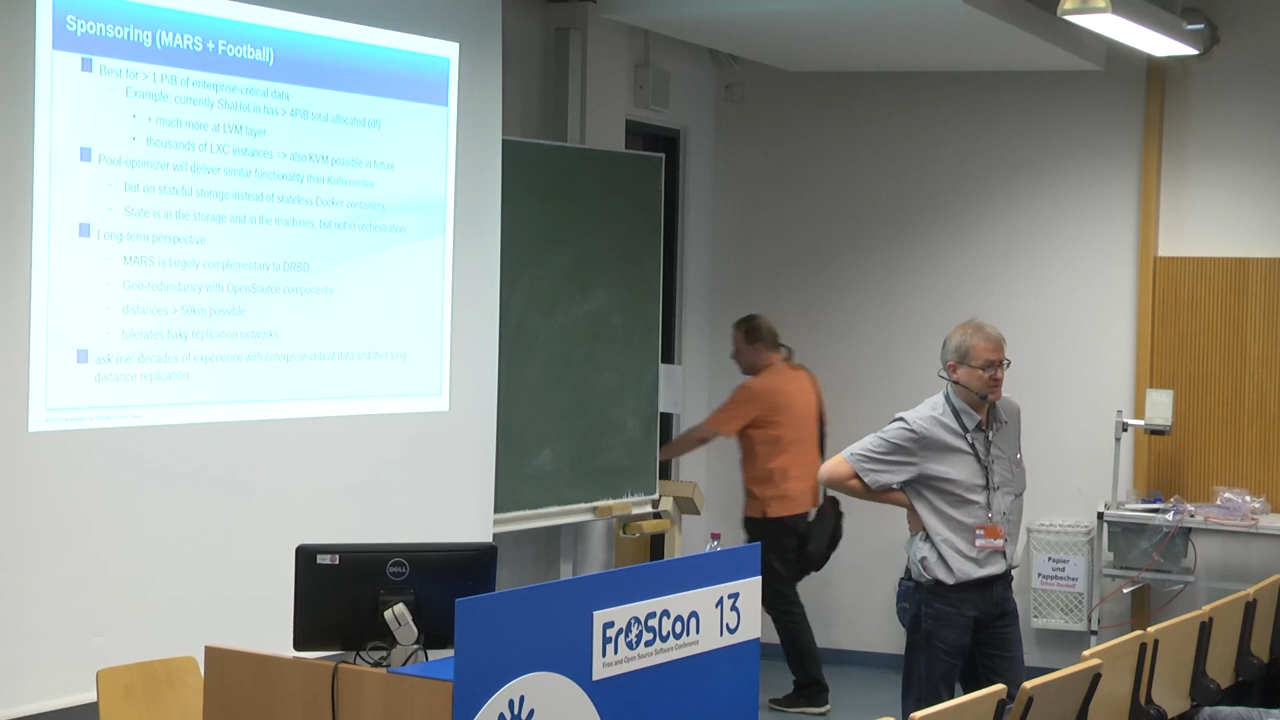 Sponsoring (MARS + Football)
Best for > 1 PiB of enterprise-critical data
Example: currently ShaHoLin has > 4PiB total allocated (df)
+ much more at LVM layer
thousands of LXC instances => also KVM possible in future
Pool-optimizer will deliver similar functionality than Kubernetes
but on stateful storage instead of stateless Docker containers
State is in the storage and in the machines, but not in orchestration
Long-term perspective
MARS is largely complementary to DRBD
Geo-redundancy with OpenSource components
distances > 50km possible
tolerates flaky replication networks
ask me: decades of experience with enterprise-critical data and their long
distance replication
DELL
FrOSCon 13
Free and Open Source Software Conference
Papier
und
Pappbecher